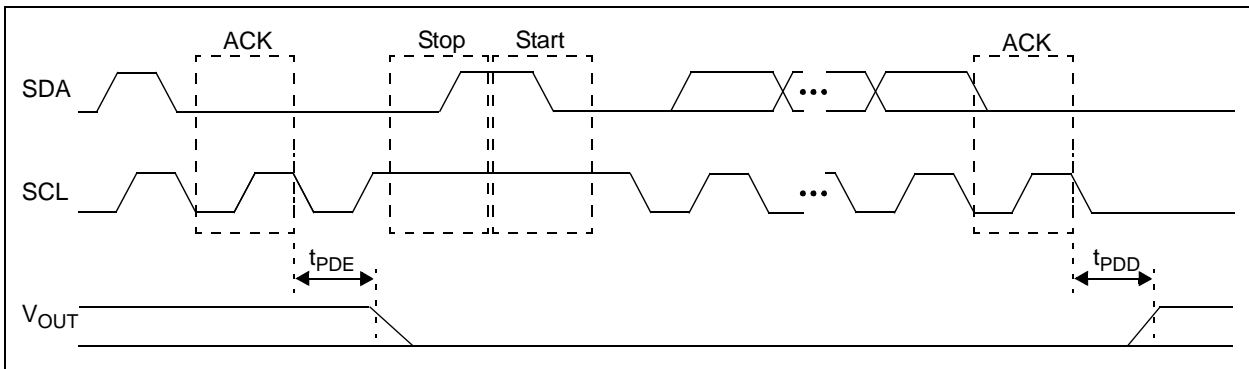 ACK Stop Start ACK
SDA ...
SCL ...
tPDE tPDD
VOUT